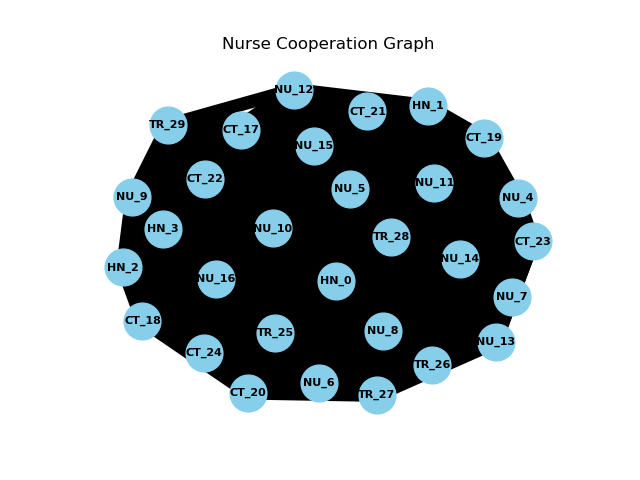 Nurse Cooperation Graph
NU_12
HN_1
CT_21
TR_29
CT_17
CT_19
NU_15
CT_22
NU_11
NU_5
NU_9
NU_4
NU_10
HN_3
TR_28
CT_23
NU_14
HN_2
NU_16
HN_0
NU_7
CT_18
NU_8
TR_25
NU_13
CT_24
TR_26
NU_6
CT_20
TR_27